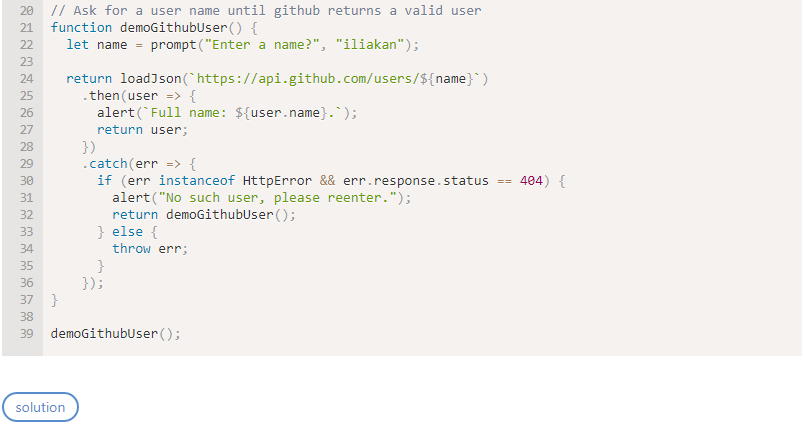 20 // Ask for a user name until github returns a valid user
21 function demoGithubUser() {
22   let name = prompt("Enter a name?", "iliakan");
23
24   return loadJson(`https://api.github.com/users/${name}`)
25     .then(user => {
26       alert(`Full name: ${user.name}.`);
27       return user;
28     })
29     .catch(err => {
30       if (err instanceof HttpError && err.response.status == 404) {
31         alert("No such user, please reenter.");
32         return demoGithubUser();
33       } else {
34         throw err;
35       }
36     });
37 }
38
39 demoGithubUser();
solution